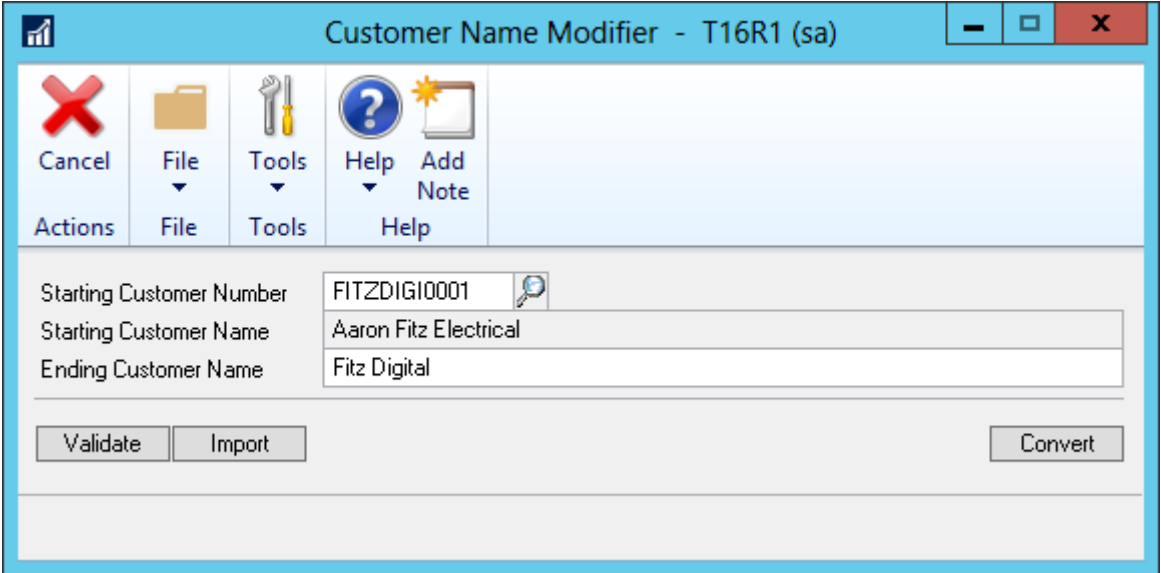 Customer Name Modifier - T16R1 (sa)
Cancel
File
Tools
Help
Add
Note
Actions
File
Tools
Help
Starting Customer Number FITZDIGI0001
Starting Customer Name Aaron Fitz Electrical
Ending Customer Name Fitz Digital
Validate Import Convert